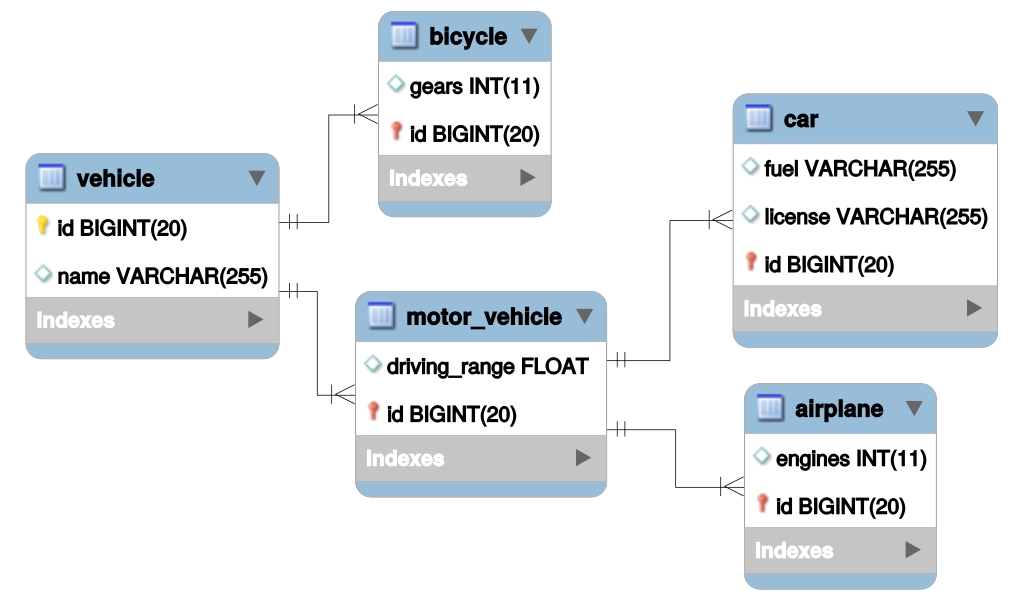 vehicle
id BIGINT(20)
name VARCHAR(255)
Indexes
bicycle
gears INT(11)
id BIGINT(20)
Indexes
motor_vehicle
driving_range FLOAT
id BIGINT(20)
Indexes
car
fuel VARCHAR(255)
license VARCHAR(255)
id BIGINT(20)
Indexes
airplane
engines INT(11)
id BIGINT(20)
Indexes